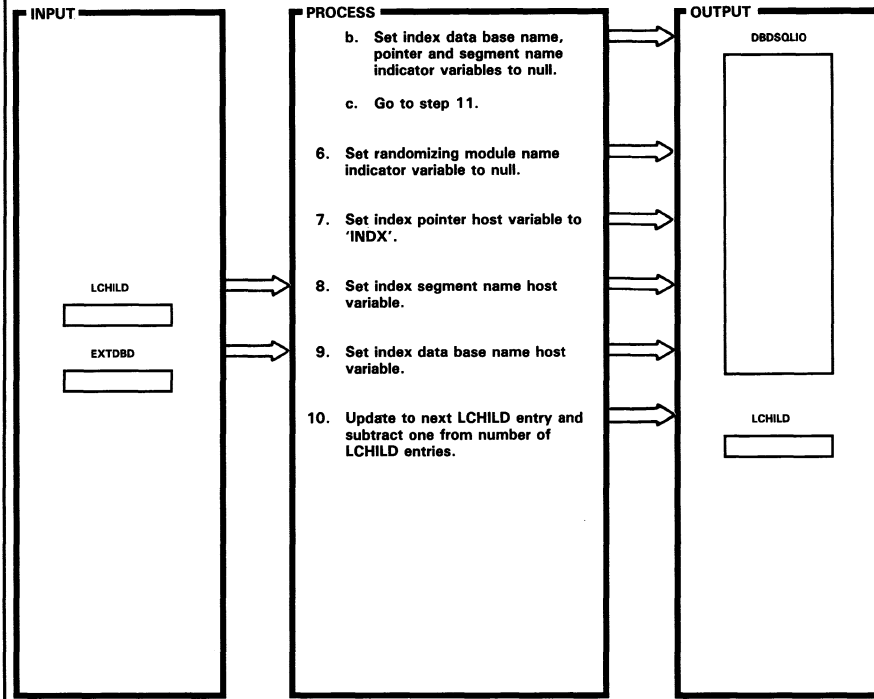 INPUT
PROCESS
OUTPUT
b. Set index data base name,
pointer and segment name
indicator variables to null.
c. Go to step 11.
6. Set randomizing module name
indicator variable to null.
7. Set index pointer host variable to
'INDX'.
8. Set index segment name host
variable.
9. Set index data base name host
variable.
10. Update to next LCHILD entry and
subtract one from number of
LCHILD entries.
LCHILD
EXTDBD
DBDSQLIO
LCHILD